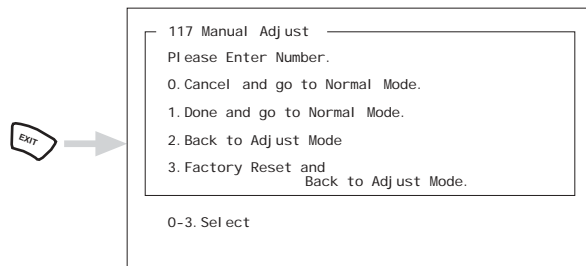 117 Manual Adjust
Please Enter Number.
0. Cancel and go to Normal Mode.
1. Done and go to Normal Mode.
2. Back to Adjust Mode
3. Factory Reset and
Back to Adjust Mode.
EXIT
0-3. Select